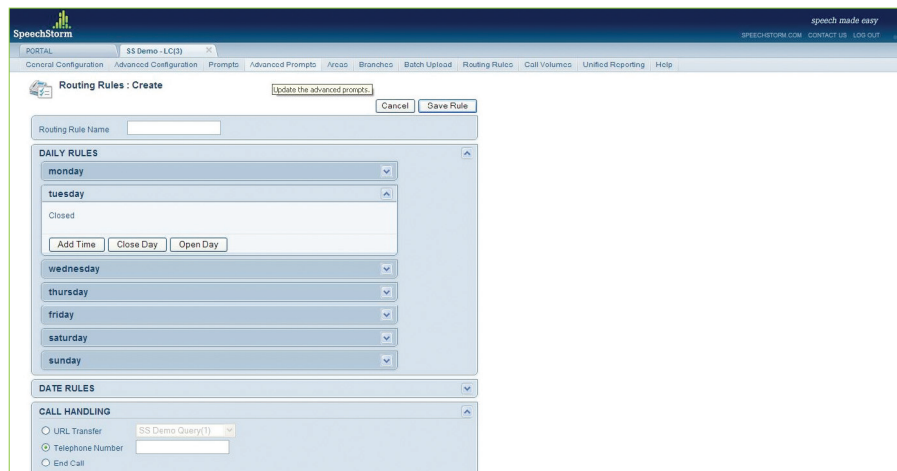 SpeechStorm
speech made easy
SPEECHSTORM.COM CONTACT US LOG OUT
PORTAL SS Demo - LC(3)
General Configuration Advanced Configuration Prompts Advanced Prompts Areas Branches Batch Upload Routing Rules Call Volumes Unified Reporting Help
Routing Rules : Create
Update the advanced prompts.
Cancel Save Rule
Routing Rule Name
DAILY RULES
monday
tuesday
Closed
Add Time Close Day Open Day
wednesday
thursday
friday
saturday
sunday
DATE RULES
CALL HANDLING
URL Transfer SS Demo Query(1)
Telephone Number
End Call